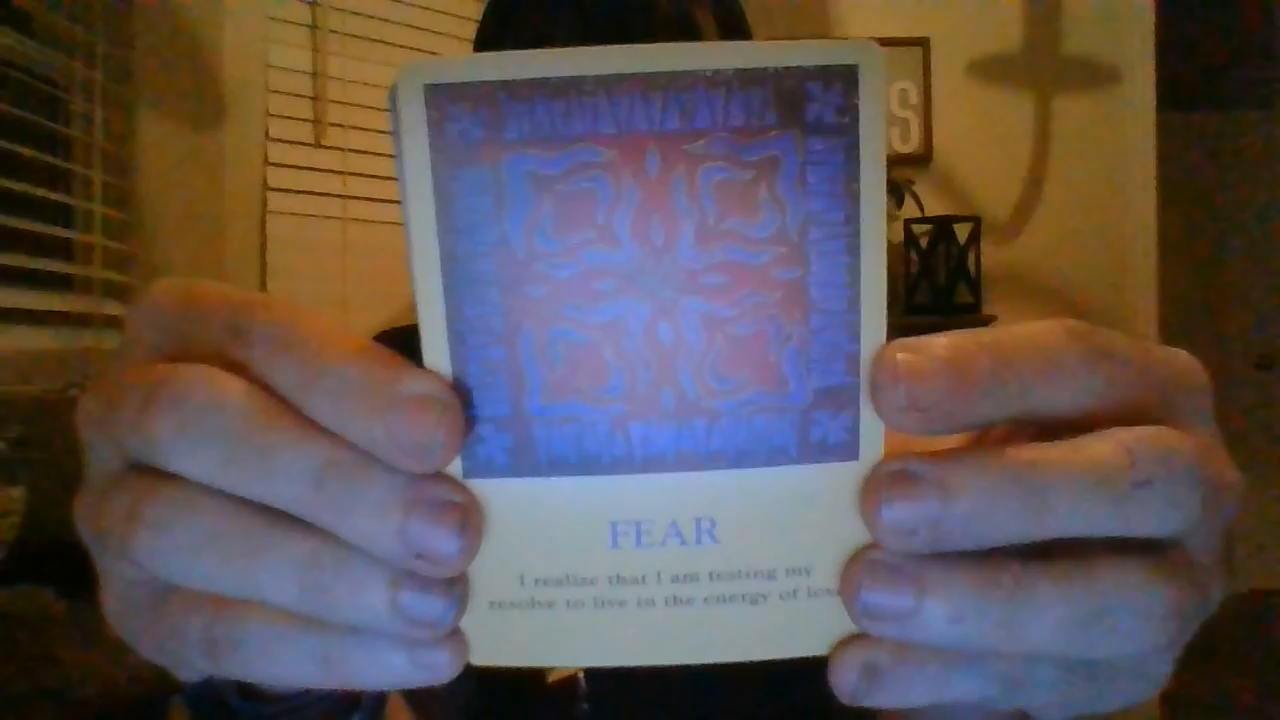 S
FEAR
I realize that I am testing my
resolve to live in the energy of